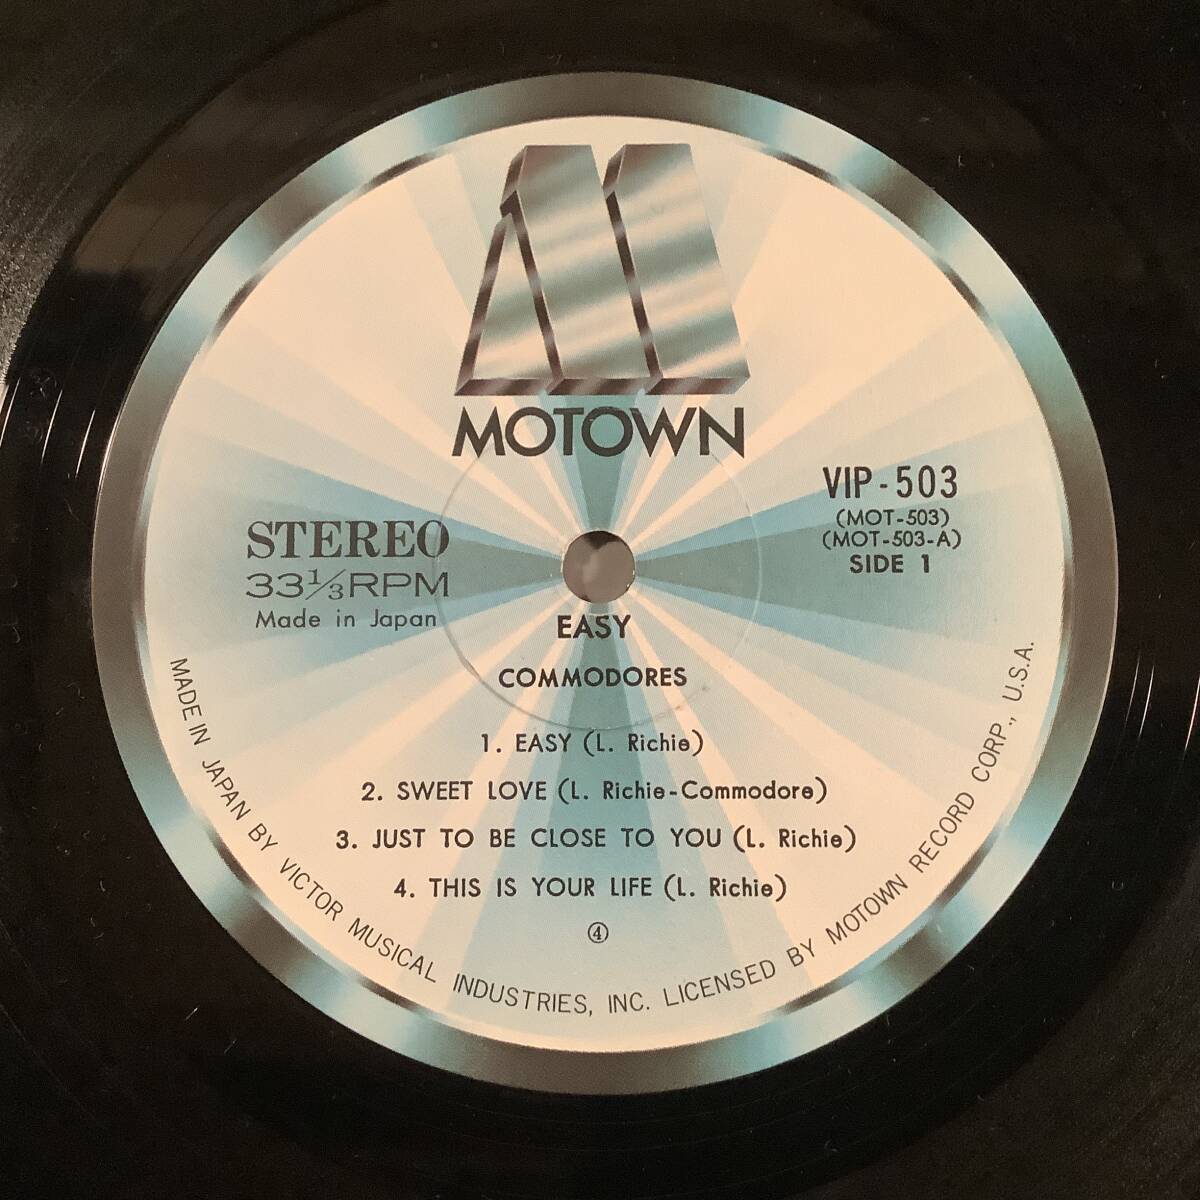 MOTOWN
VIP-503
(MOT-503)
(MOT-503-A)
SIDE 1
STEREO
33⅓RPM
Made in Japan
EASY
COMMODORES
1. EASY (L. Richie)
2. SWEET LOVE (L. Richie-Commodore)
3. JUST TO BE CLOSE TO YOU (L. Richie)
4. THIS IS YOUR LIFE (L. Richie)
④
MADE IN JAPAN BY VICTOR MUSICAL INDUSTRIES, INC. LICENSED BY MOTOWN RECORD CORP., U.S.A.